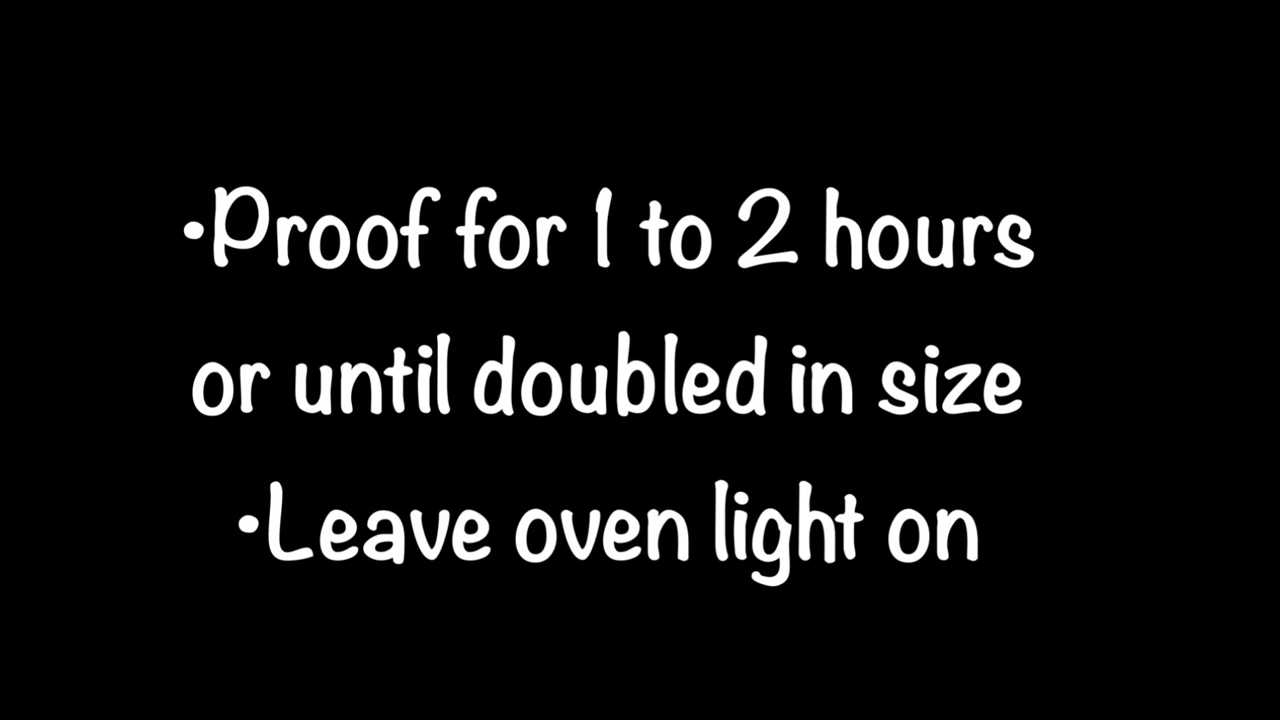 •Proof for 1 to 2 hours
or until doubled in size
•Leave oven light on